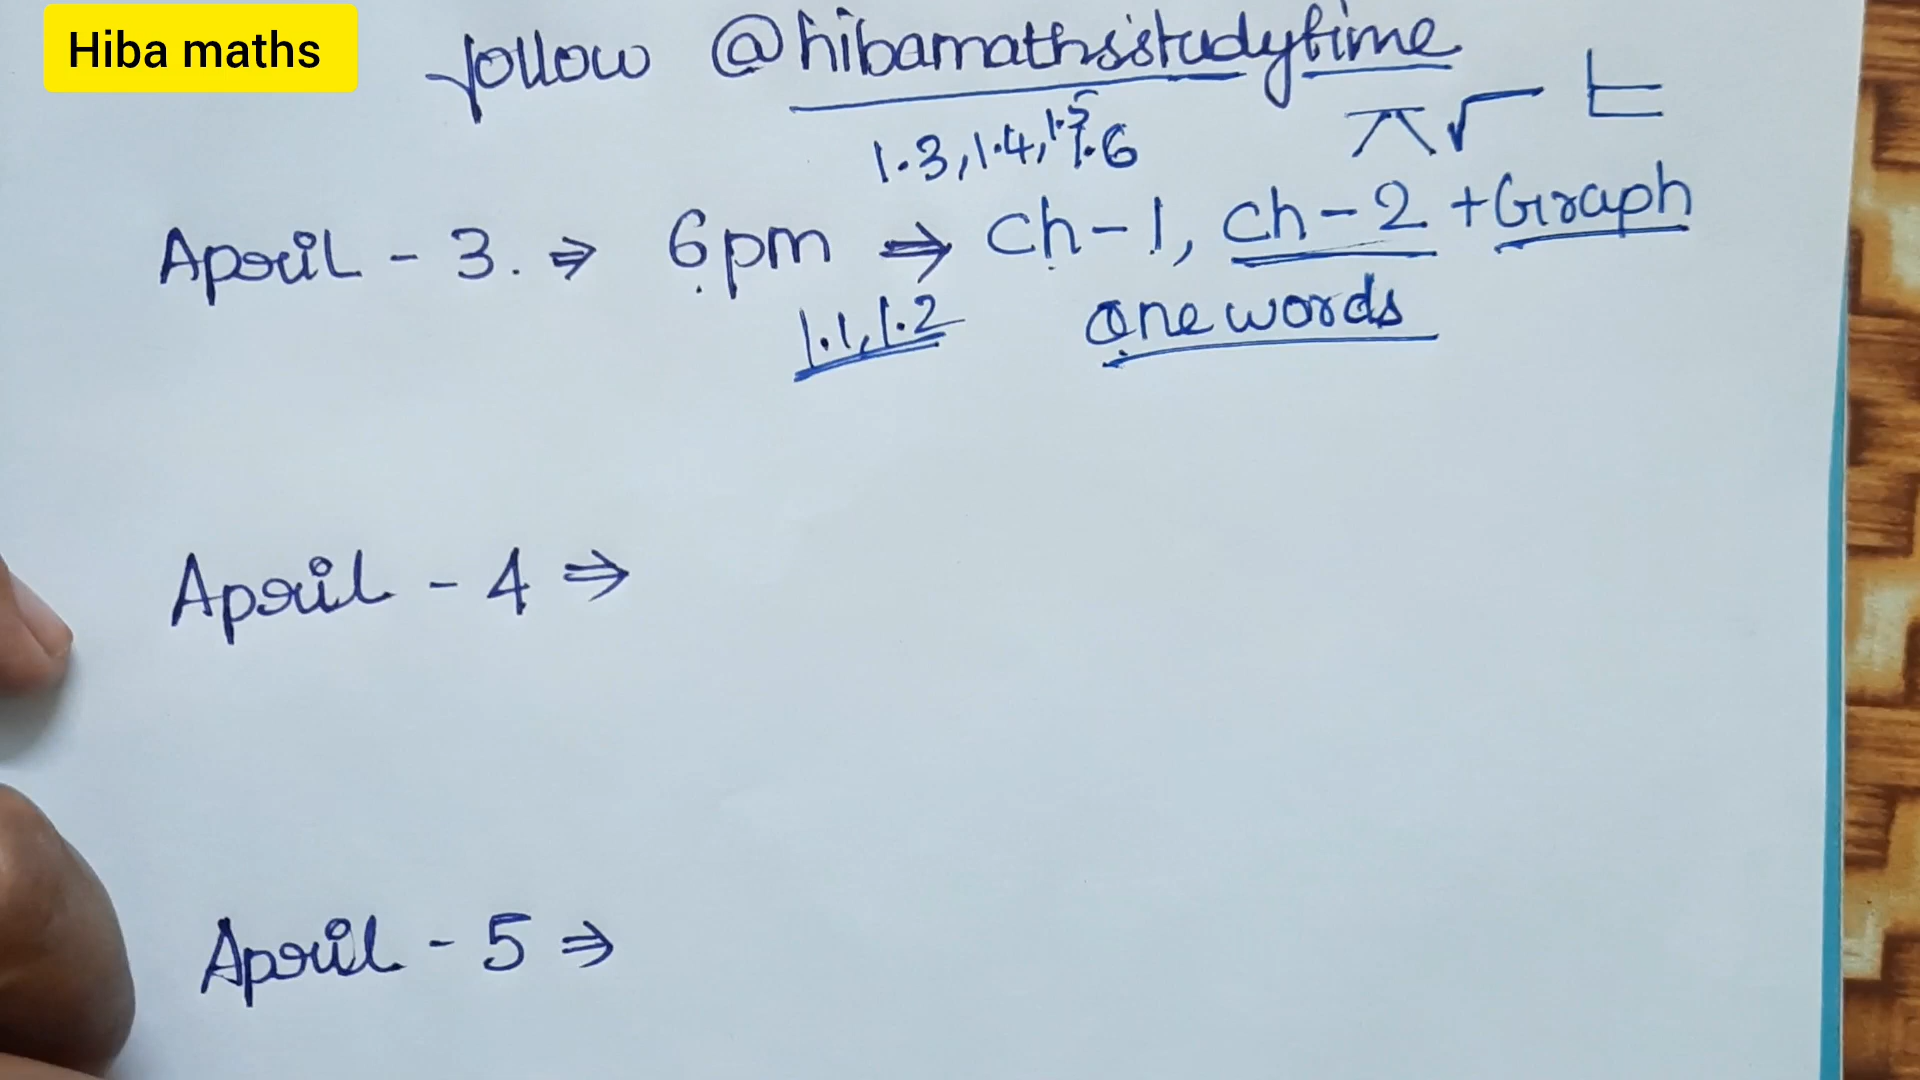 Hiba maths
follow @hibamathsstudytime
1.3, 1.4, 1.5, 1.6
April - 3. ⇒ 6pm ⇒ Ch-1, Ch-2 + Graph
1.1, 1.2 One words
April - 4 ⇒
April - 5 ⇒